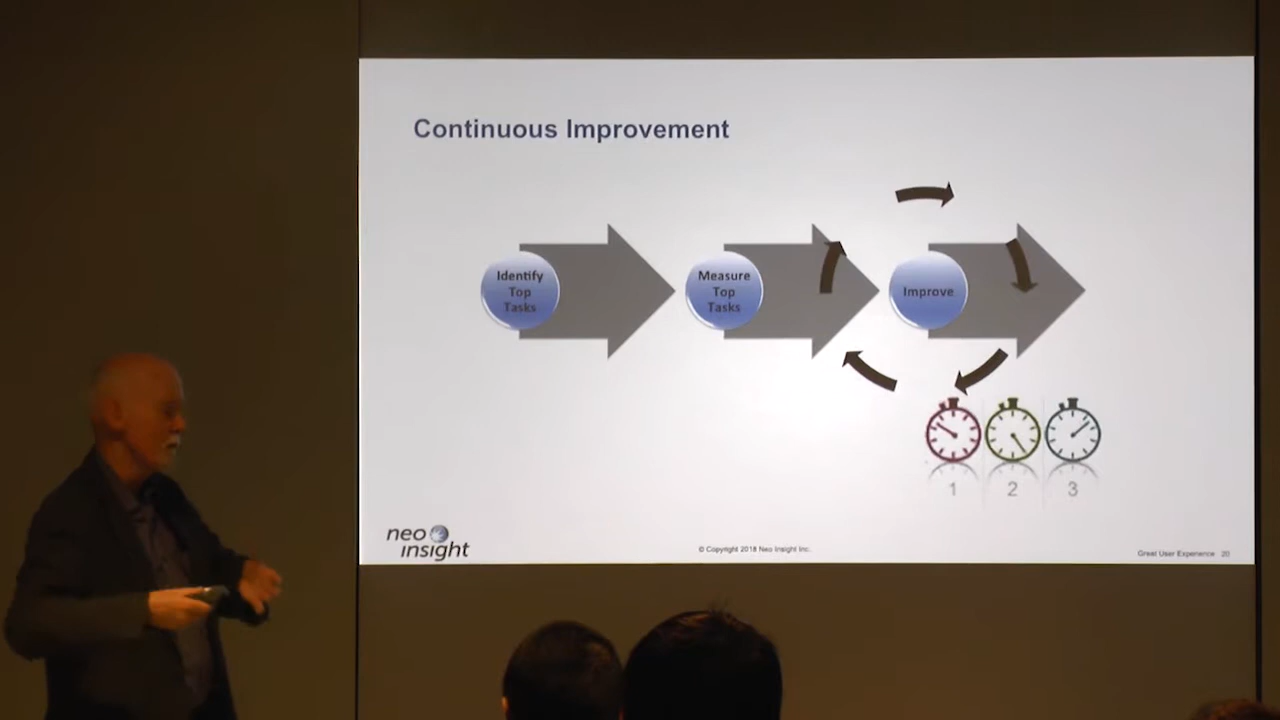 Continuous Improvement
Identify
Top
Tasks
Measure
Top
Tasks
Improve
1 2 3
neo
insight
© Copyright 2018 Neo Insight Inc.
Great User Experience 20